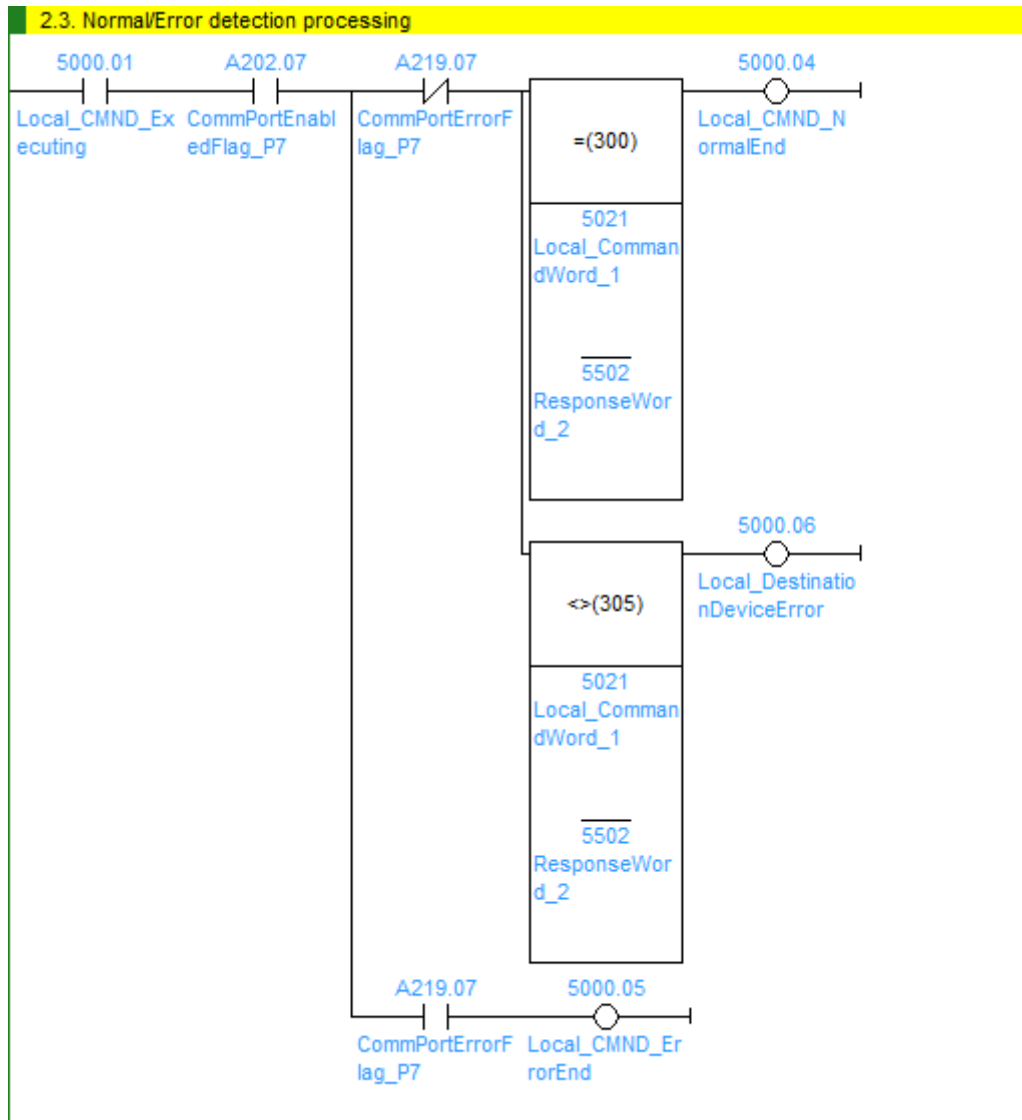 2.3. Normal/Error detection processing
5000.01 A202.07 A219.07 5000.04
Local_CMND_Ex CommPortEnabl CommPortErrorF Local_CMND_N
ecuting edFlag_P7 lag_P7 =(300) ormalEnd
5021
Local_Comman
dWord_1
5502
ResponseWor
d_2
5000.06
<>(305) Local_Destinatio
nDeviceError
5021
Local_Comman
dWord_1
5502
ResponseWor
d_2
A219.07 5000.05
CommPortErrorF Local_CMND_Er
lag_P7 rorEnd